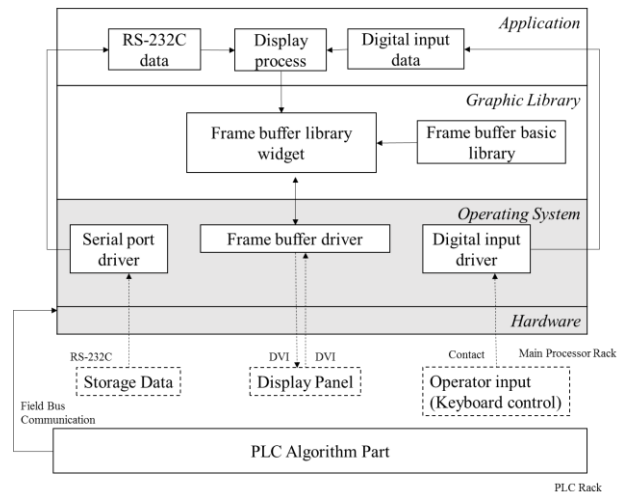 Application
RS-232C
data
Display
process
Digital input
data
Graphic Library
Frame buffer library
widget
Frame buffer basic
library
Operating System
Serial port
driver
Frame buffer driver
Digital input
driver
Hardware
RS-232C
DVI
DVI
Contact
Main Processor Rack
Storage Data
Display Panel
Operator input
(Keyboard control)
Field Bus
Communication
PLC Algorithm Part
PLC Rack